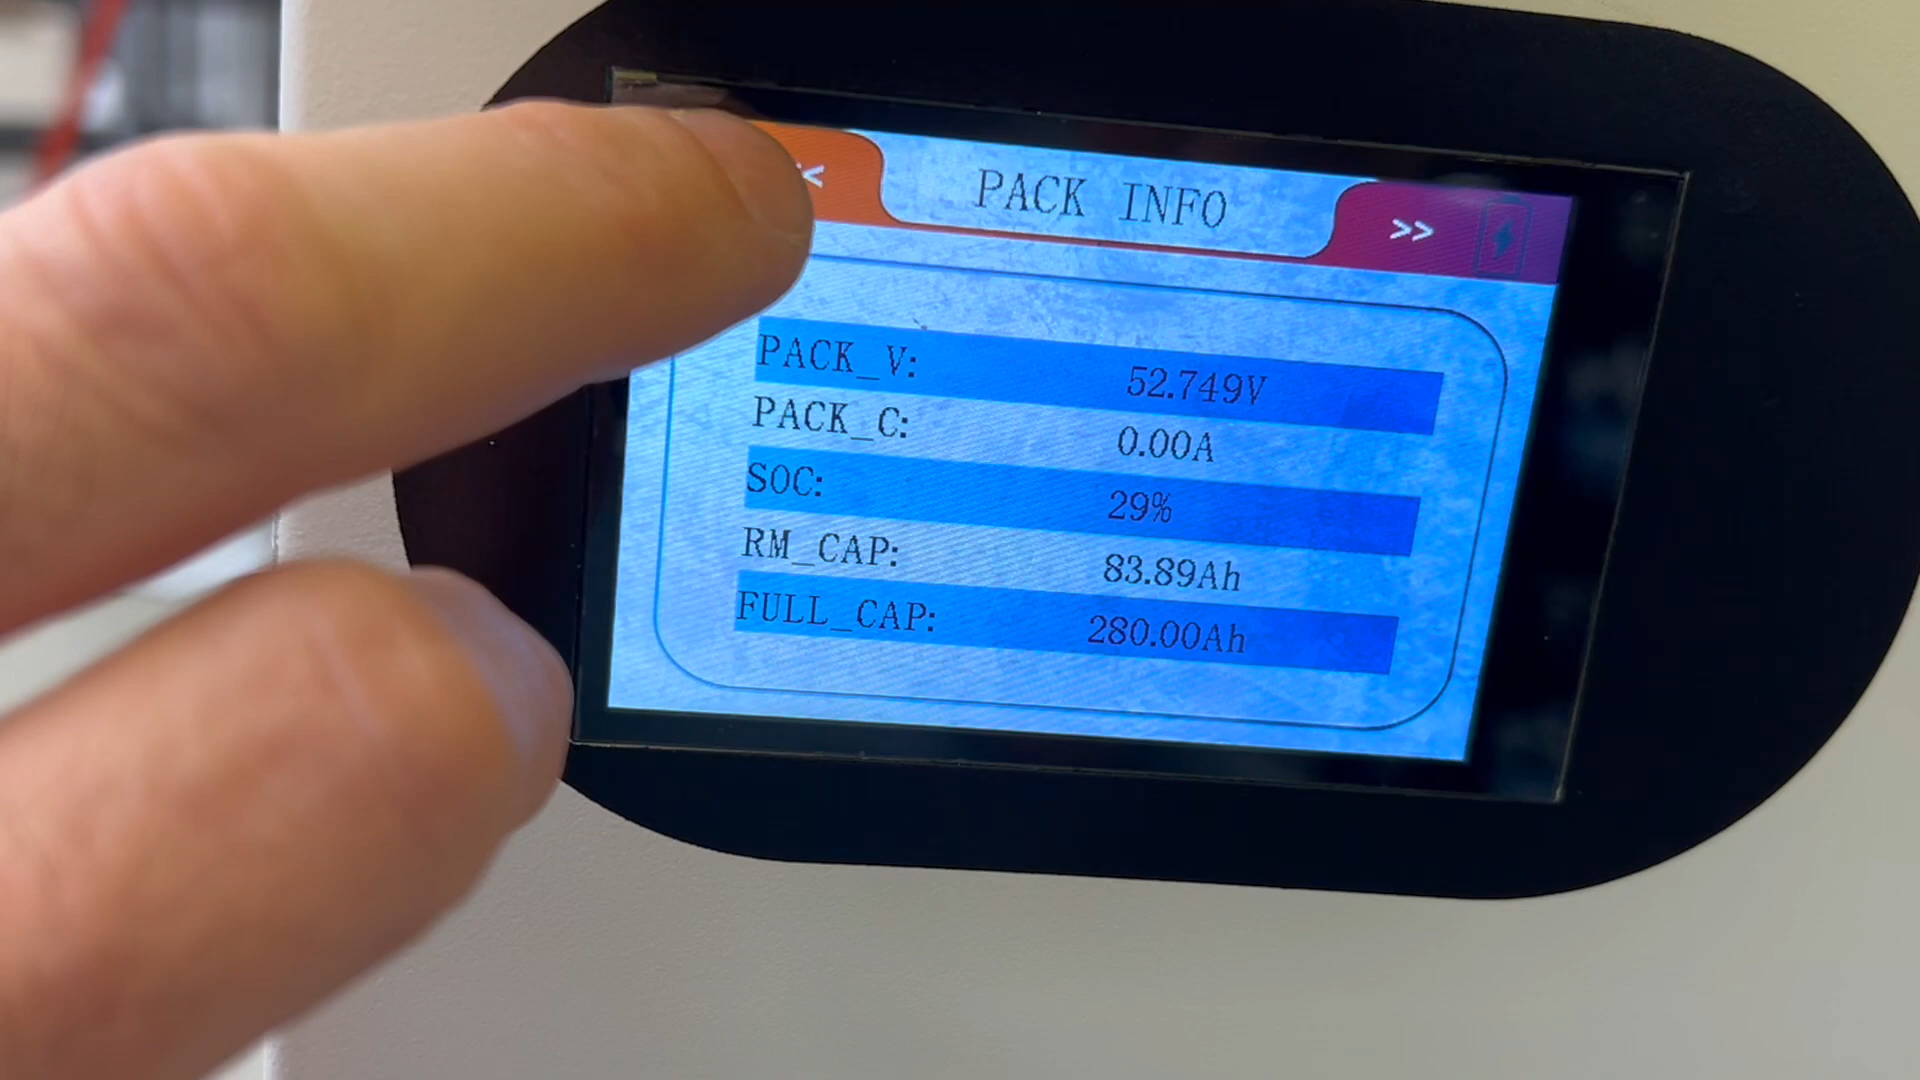 <
PACK INFO
>>
PACK_V: 52.749V
PACK_C: 0.00A
SOC: 29%
RM_CAP: 83.89Ah
FULL_CAP: 280.00Ah